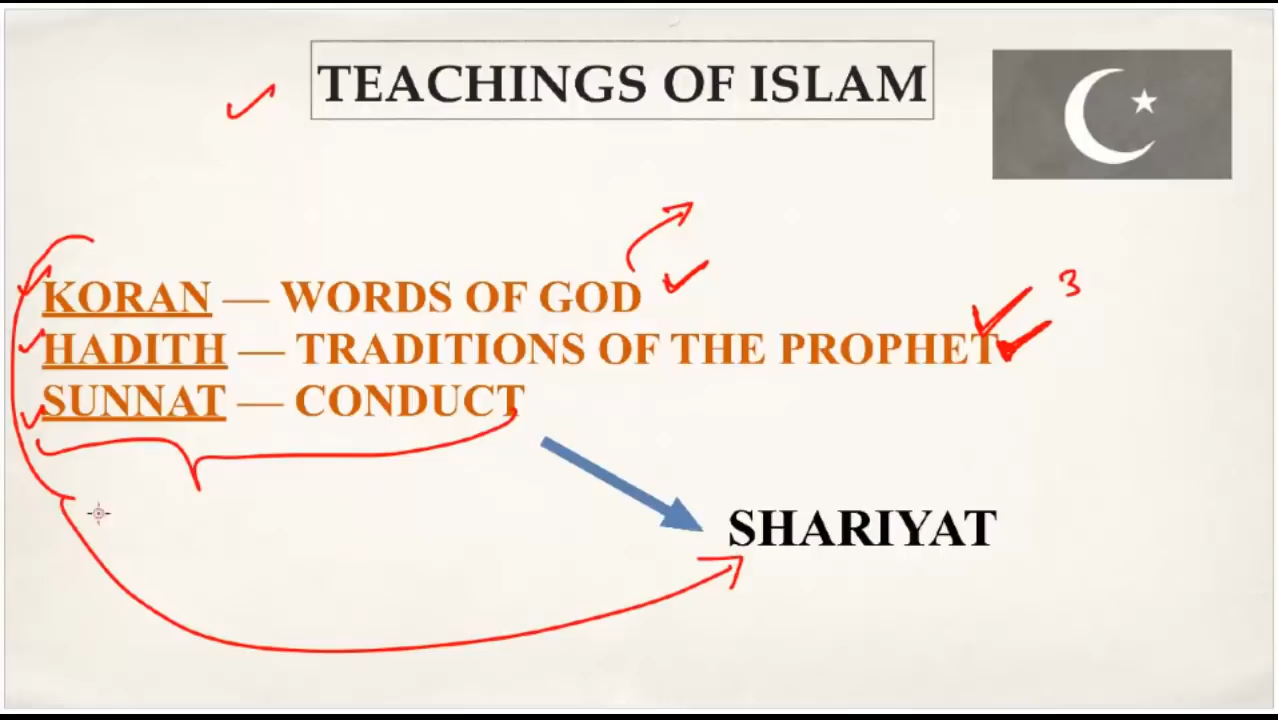 TEACHINGS OF ISLAM
KORAN — WORDS OF GOD
3
HADITH — TRADITIONS OF THE PROPHET
SUNNAT — CONDUCT
SHARIYAT